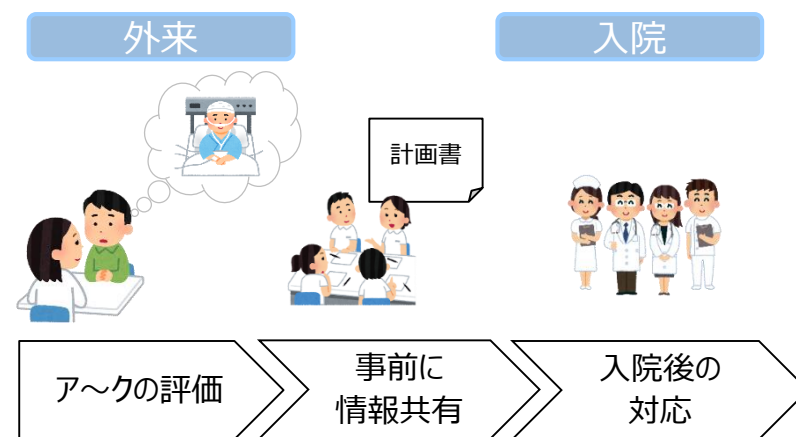 外来
入院
計画書
ア～クの評価
事前に
情報共有
入院後の
対応